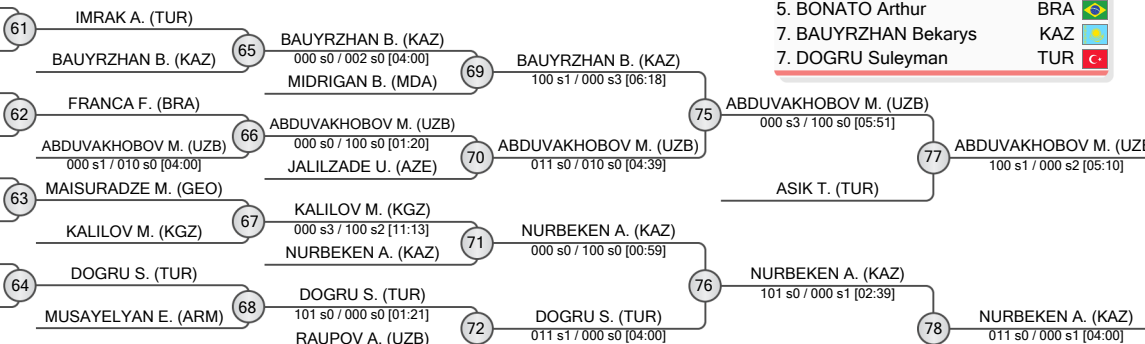 5. BONATO Arthur BRA
7. BAUYRZHAN Bekarys KAZ
7. DOGRU Suleyman TUR
61
IMRAK A. (TUR)
BAUYRZHAN B. (KAZ)
65
BAUYRZHAN B. (KAZ)
000 s0 / 002 s0 [04:00]
MIDRIGAN B. (MDA)
69
BAUYRZHAN B. (KAZ)
100 s1 / 000 s3 [06:18]
62
FRANCA F. (BRA)
ABDUVAKHOBOV M. (UZB)
000 s1 / 010 s0 [04:00]
66
ABDUVAKHOBOV M. (UZB)
000 s0 / 100 s0 [01:20]
JALILZADE U. (AZE)
70
ABDUVAKHOBOV M. (UZB)
011 s0 / 010 s0 [04:39]
75
ABDUVAKHOBOV M. (UZB)
000 s3 / 100 s0 [05:51]
ASIK T. (TUR)
77
ABDUVAKHOBOV M. (UZB
100 s1 / 000 s2 [05:10]
63
MAISURADZE M. (GEO)
KALILOV M. (KGZ)
67
KALILOV M. (KGZ)
000 s3 / 100 s2 [11:13]
NURBEKEN A. (KAZ)
71
NURBEKEN A. (KAZ)
000 s0 / 100 s0 [00:59]
64
DOGRU S. (TUR)
MUSAYELYAN E. (ARM)
68
DOGRU S. (TUR)
101 s0 / 000 s0 [01:21]
RAUPOV A. (UZB)
72
DOGRU S. (TUR)
011 s1 / 000 s0 [04:00]
76
NURBEKEN A. (KAZ)
101 s0 / 000 s1 [02:39]
78
NURBEKEN A. (KAZ)
011 s0 / 000 s1 [04:00]